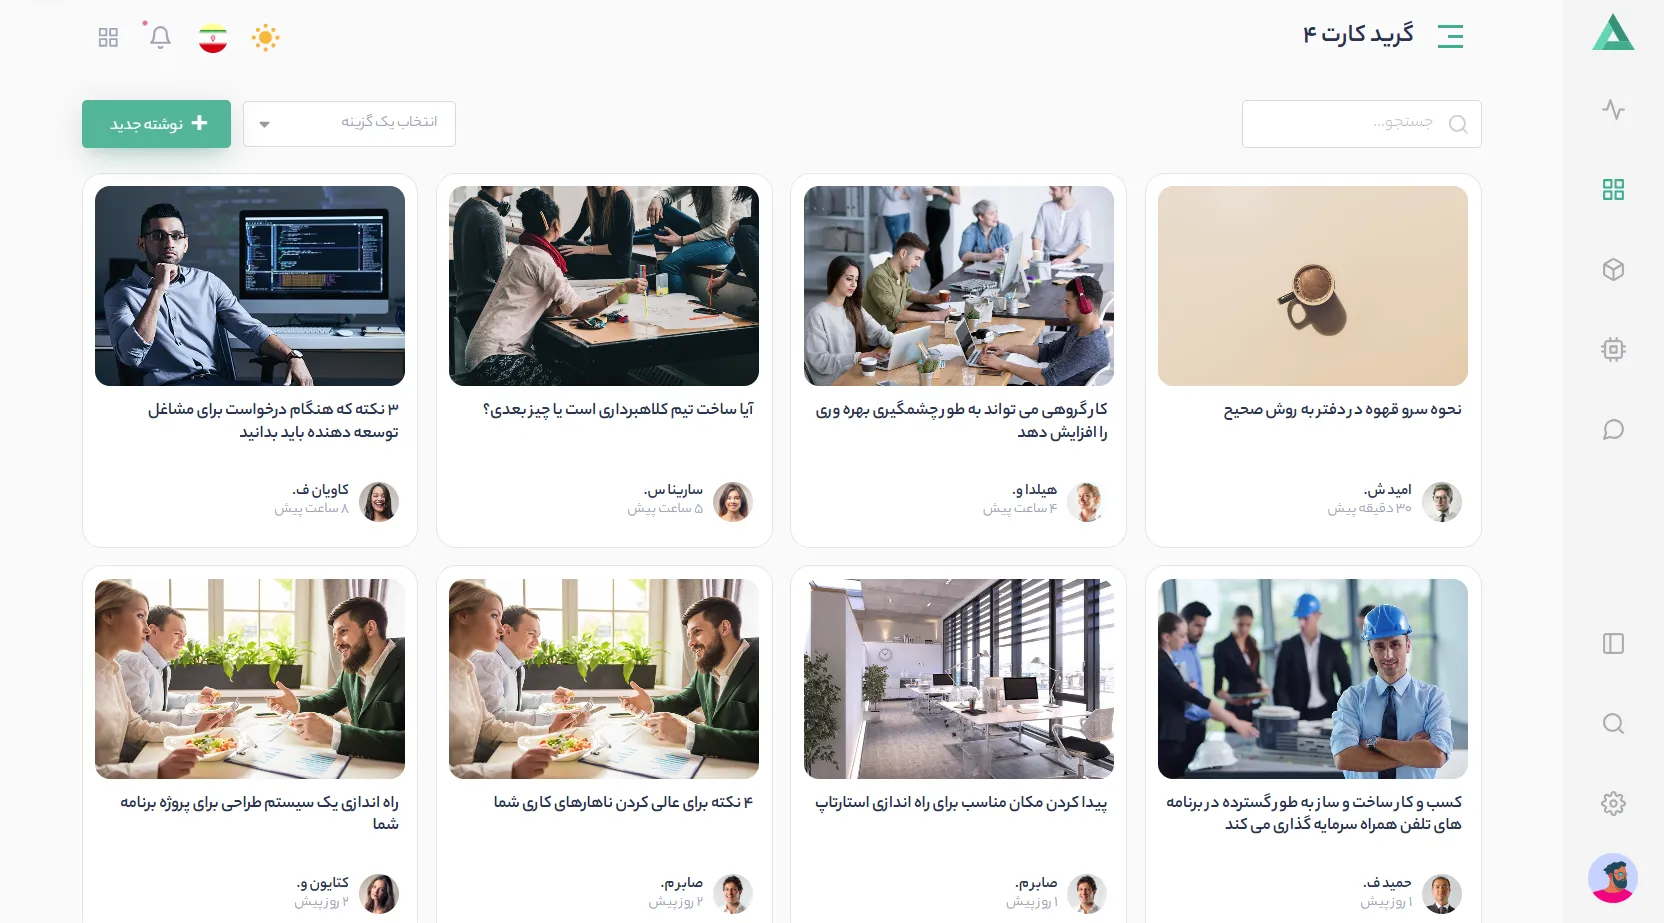 گرید کارت ۴
جستجو...
انتخاب یک گزینه
نوشته جدید
نحوه سرو قهوه در دفتر به روش صحیح
امید ش.
۳۰ دقیقه پیش
کار گروهی می تواند به طور چشمگیری بهره وری
را افزایش دهد
هیلدا و.
۴ ساعت پیش
آیا ساخت تیم کلاهبرداری است یا چیز بعدی؟
سارینا س.
۵ ساعت پیش
۳ نکته که هنگام درخواست برای مشاغل
توسعه دهنده باید بدانید
کاویان ف.
۸ ساعت پیش
کسب و کار ساخت و ساز به طور گسترده در برنامه
های تلفن همراه سرمایه گذاری می کند
حمید ف.
۱ روز پیش
پیدا کردن مکان مناسب برای راه اندازی استارتاپ
صابر م.
۱ روز پیش
۴ نکته برای عالی کردن ناهارهای کاری شما
صابر م.
۲ روز پیش
راه اندازی یک سیستم طراحی برای پروژه برنامه
شما
کتایون و.
۲ روز پیش